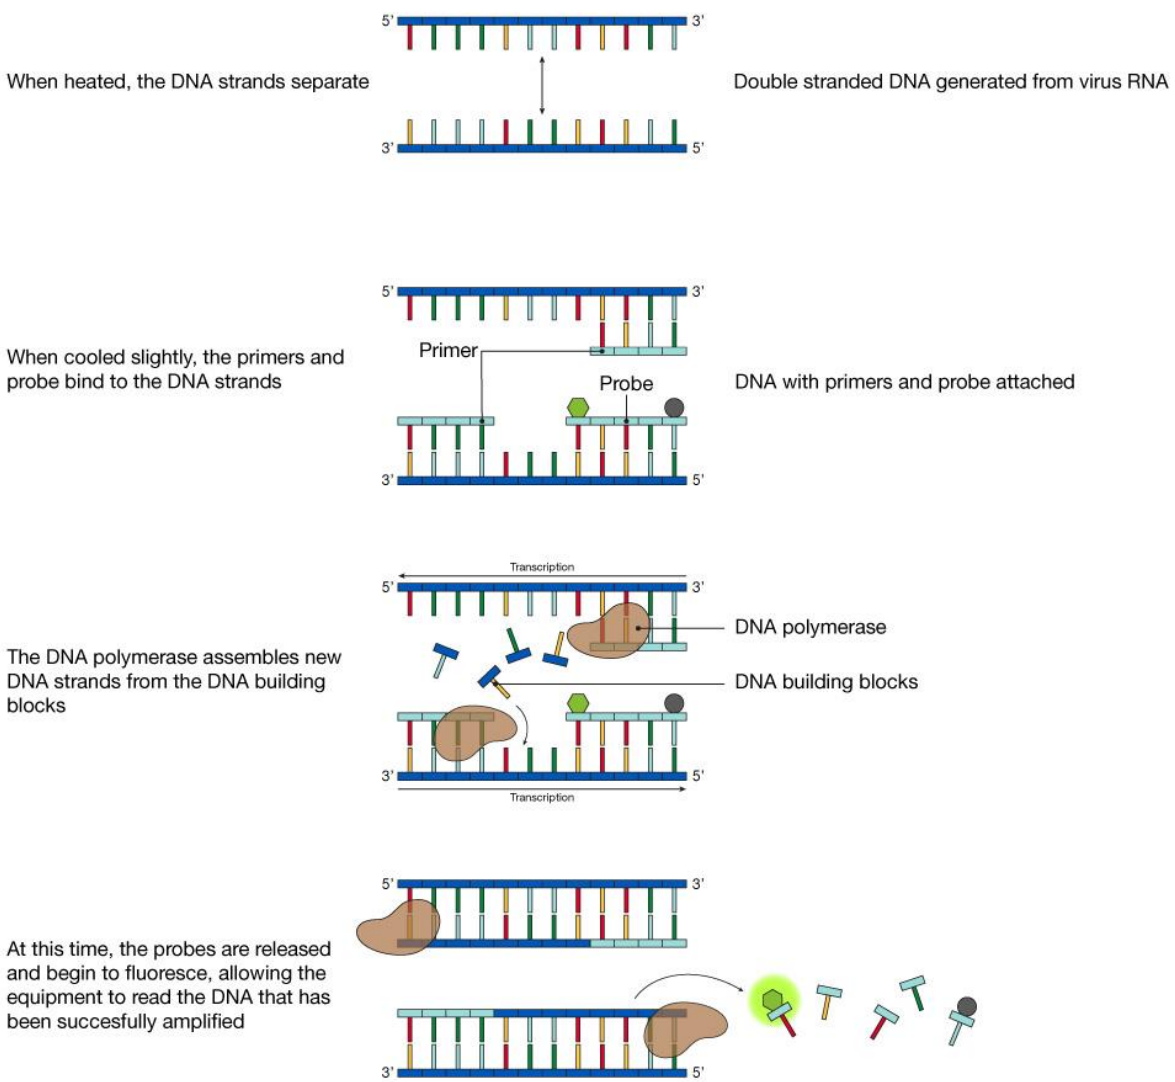 5' 3'
When heated, the DNA strands separate
Double stranded DNA generated from virus RNA
3' 5'
5' 3'
When cooled slightly, the primers and
probe bind to the DNA strands
Primer
Probe
DNA with primers and probe attached
3' 5'
Transcription
5' 3'
The DNA polymerase assembles new
DNA strands from the DNA building
blocks
DNA polymerase
DNA building blocks
3' 5'
Transcription
5' 3'
At this time, the probes are released
and begin to fluoresce, allowing the
equipment to read the DNA that has
been succesfully amplified
3' 5'